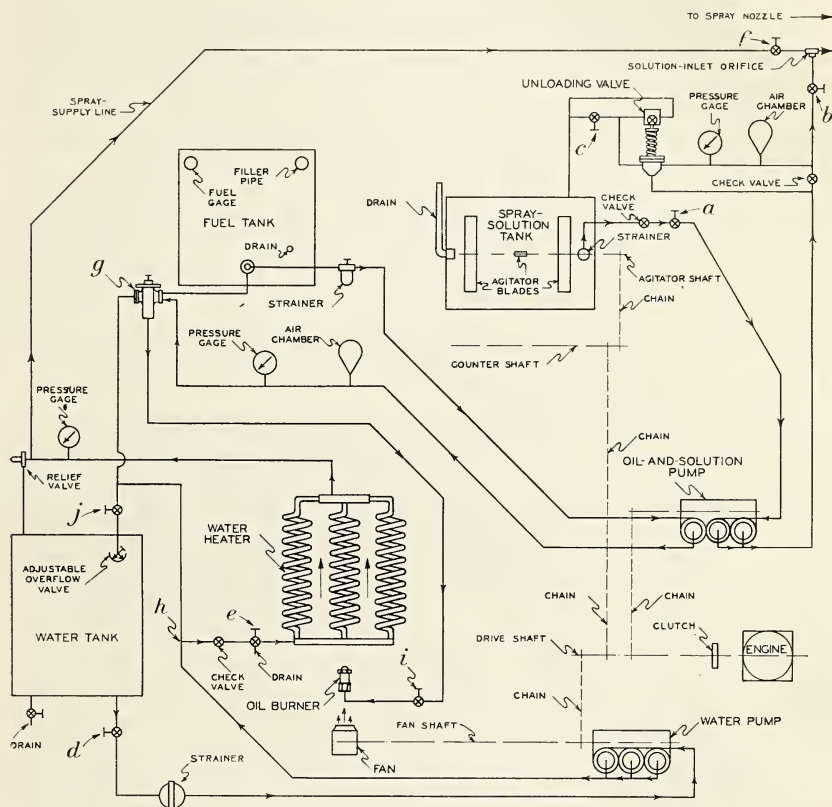 TO SPRAY NOZZLE
f
SOLUTION-INLET ORIFICE
UNLOADING VALVE
PRESSURE
GAGE
AIR
CHAMBER
b
SPRAY-
SUPPLY LINE
c
CHECK VALVE
FUEL
GAGE
FILLER
PIPE
FUEL TANK
DRAIN
DRAIN
SPRAY-
SOLUTION
TANK
CHECK
VALVE
a
STRAINER
AGITATOR
BLADES
AGITATOR SHAFT
CHAIN
g
STRAINER
PRESSURE
GAGE
AIR
CHAMBER
COUNTER SHAFT
PRESSURE
GAGE
CHAIN
RELIEF
VALVE
OIL-AND-SOLUTION
PUMP
j
WATER
HEATER
ADJUSTABLE
OVERFLOW
VALVE
WATER TANK
h
e
CHECK
VALVE
DRAIN
CHAIN
CHAIN
CLUTCH
DRIVE SHAFT
ENGINE
i
OIL BURNER
CHAIN
DRAIN
d
FAN SHAFT
WATER PUMP
FAN
STRAINER